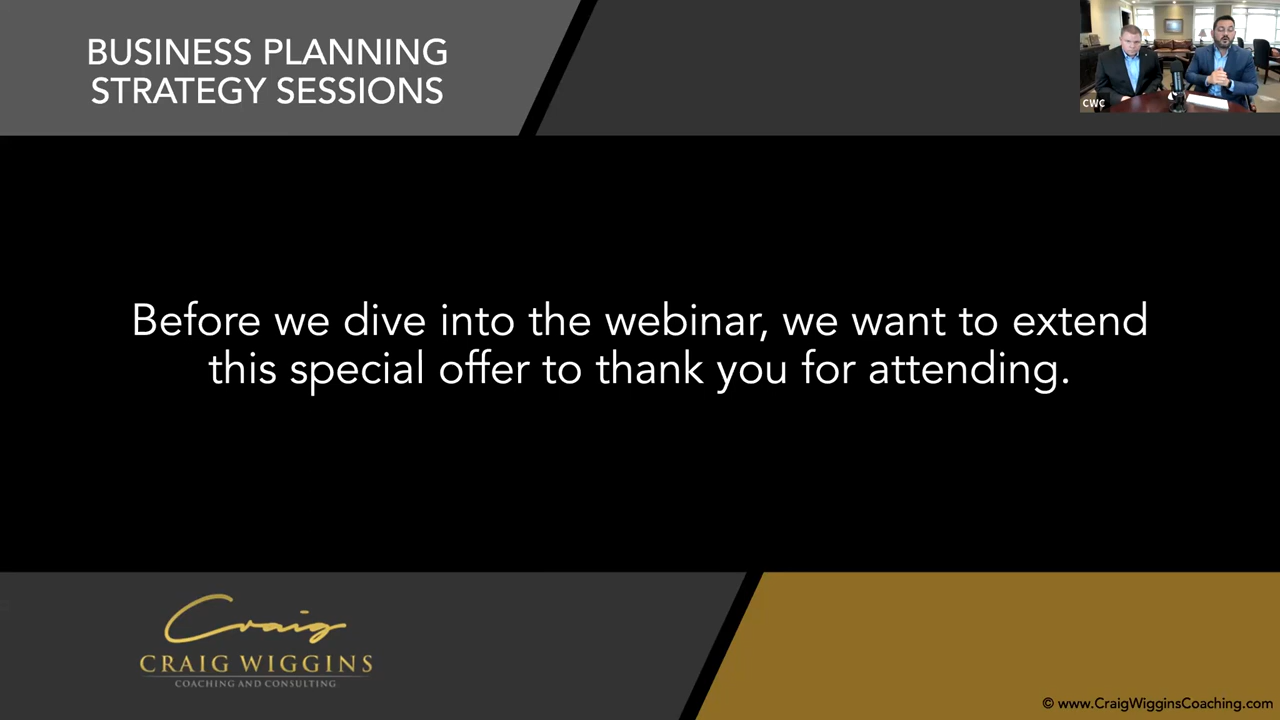 BUSINESS PLANNING
STRATEGY SESSIONS
CWC
Before we dive into the webinar, we want to extend
this special offer to thank you for attending.
Craig
CRAIG WIGGINS
COACHING AND CONSULTING
© www.CraigWigginsCoaching.com